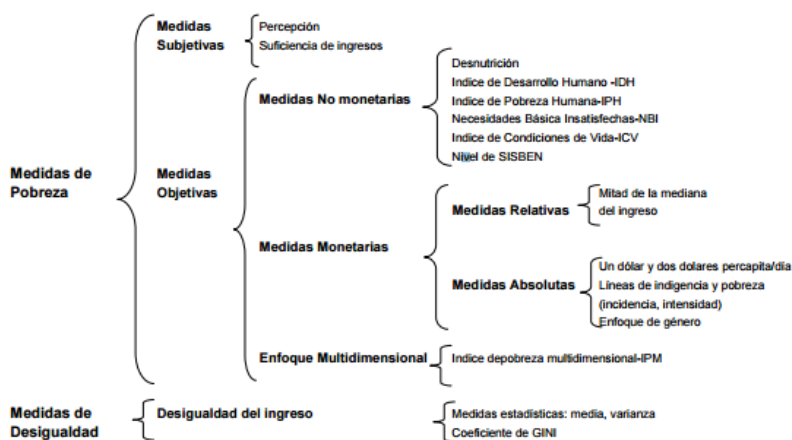 Medidas de
Pobreza
Medidas
Subjetivas
Percepción
Suficiencia de ingresos
Medidas
Objetivas
Medidas No monetarias
Desnutrición
Indice de Desarrollo Humano -IDH
Indice de Pobreza Humana-IPH
Necesidades Básica Insatisfechas-NBI
Indice de Condiciones de Vida-ICV
Nivel de SISBEN
Medidas Monetarias
Medidas Relativas
Mitad de la mediana
del ingreso
Medidas Absolutas
Un dólar y dos dolares percapita/día
Líneas de indigencia y pobreza
(incidencia, intensidad)
Enfoque de género
Enfoque Multidimensional
Indice depobreza multidimensional-IPM
Medidas de
Desigualdad
Desigualdad del ingreso
Medidas estadísticas: media, varianza
Coeficiente de GINI